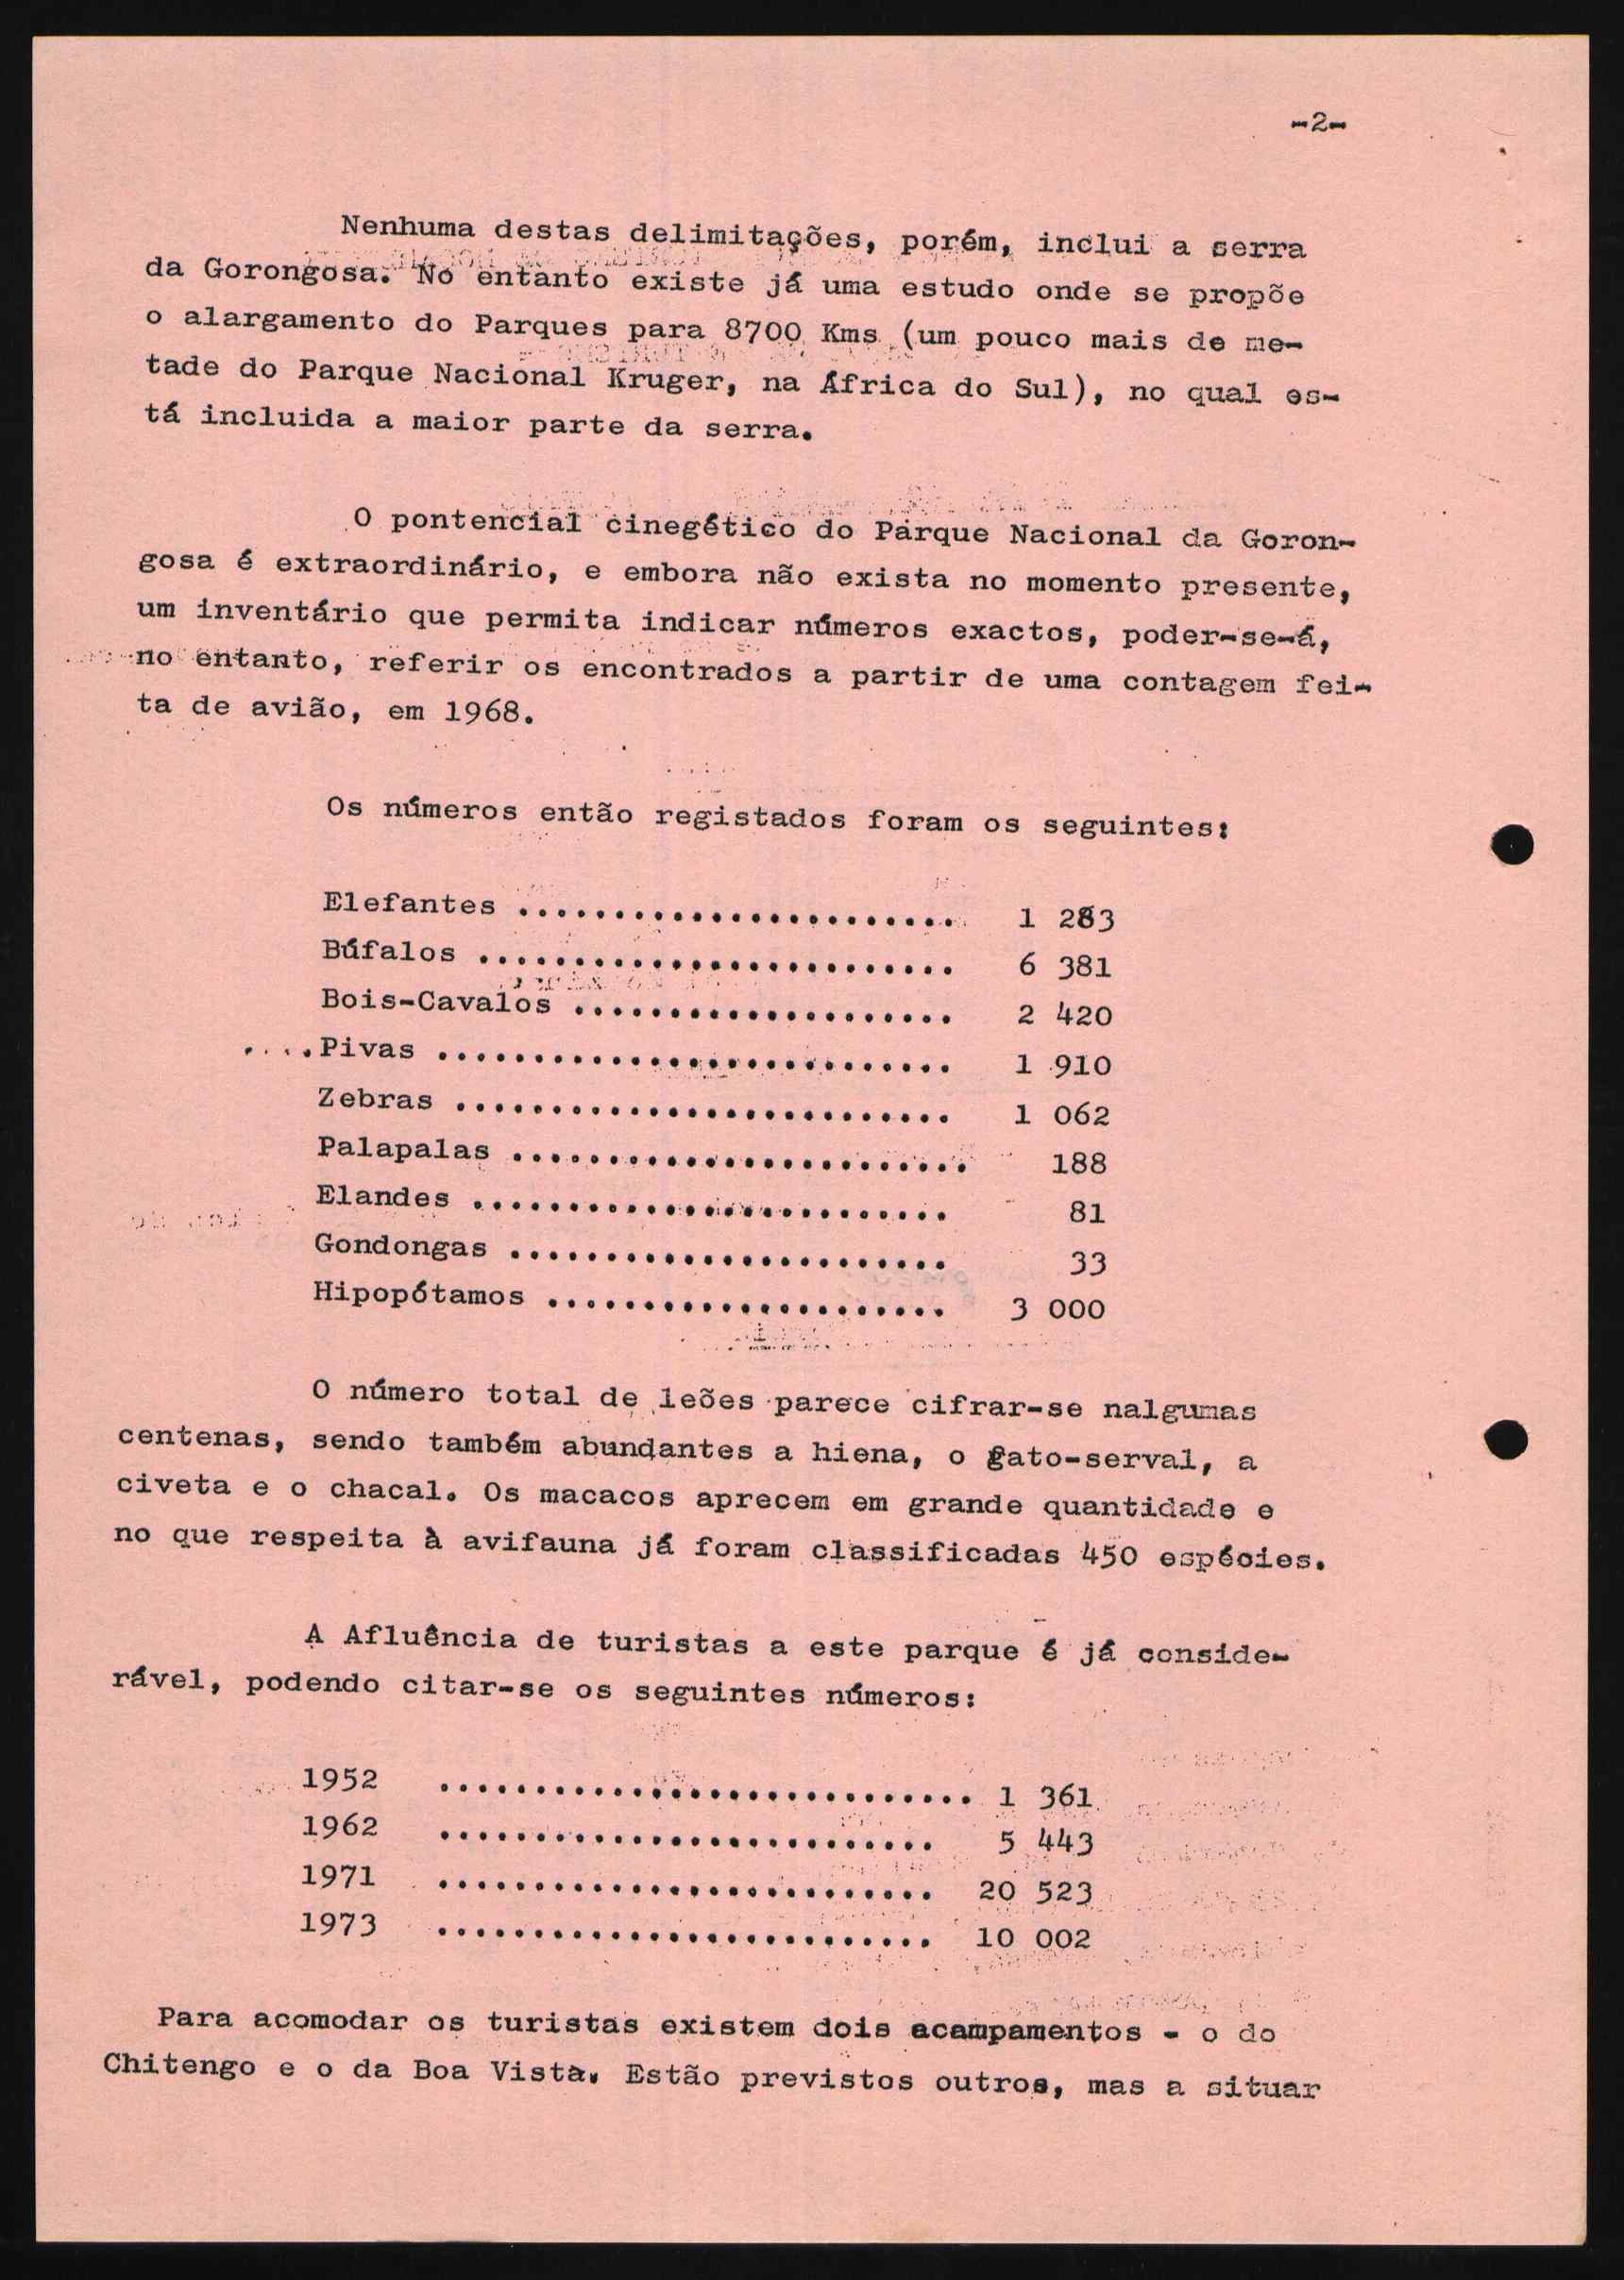 -2-
Nenhuma destas delimitações, porém, inclui a serra
da Gorongosa. No entanto existe já uma estudo onde se propõe
o alargamento do Parques para 8700 Kms (um pouco mais de me-
tade do Parque Nacional Kruger, na África do Sul), no qual es-
tá incluida a maior parte da serra.
O pontencial cinegético do Parque Nacional da Goron-
gosa é extraordinário, e embora não exista no momento presente,
um inventário que permita indicar números exactos, poder-se-á,
no entanto, referir os encontrados a partir de uma contagem fei-
ta de avião, em 1968.
Os números então registados foram os seguintes:
Elefantes ....................... 1 283
Búfalos ......................... 6 381
Bois-Cavalos .................... 2 420
Pivas ........................... 1 910
Zebras .......................... 1 062
Palapalas ........................ 188
Elandes ......................... 81
Gondongas ....................... 33
Hipopótamos ..................... 3 000
O número total de leões parece cifrar-se nalgumas
centenas, sendo também abundantes a hiena, o gato-serval, a
civeta e o chacal. Os macacos aprecem em grande quantidade e
no que respeita à avifauna já foram classificadas 450 espécies.
A Afluência de turistas a este parque é já conside-
rável, podendo citar-se os seguintes números:
1952 ............................ 1 361
1962 .......................... 5 443
1971 .......................... 20 523
1973 .......................... 10 002
Para acomodar os turistas existem dois acampamentos - o do
Chitengo e o da Boa Vista. Estão previstos outros, mas a situar